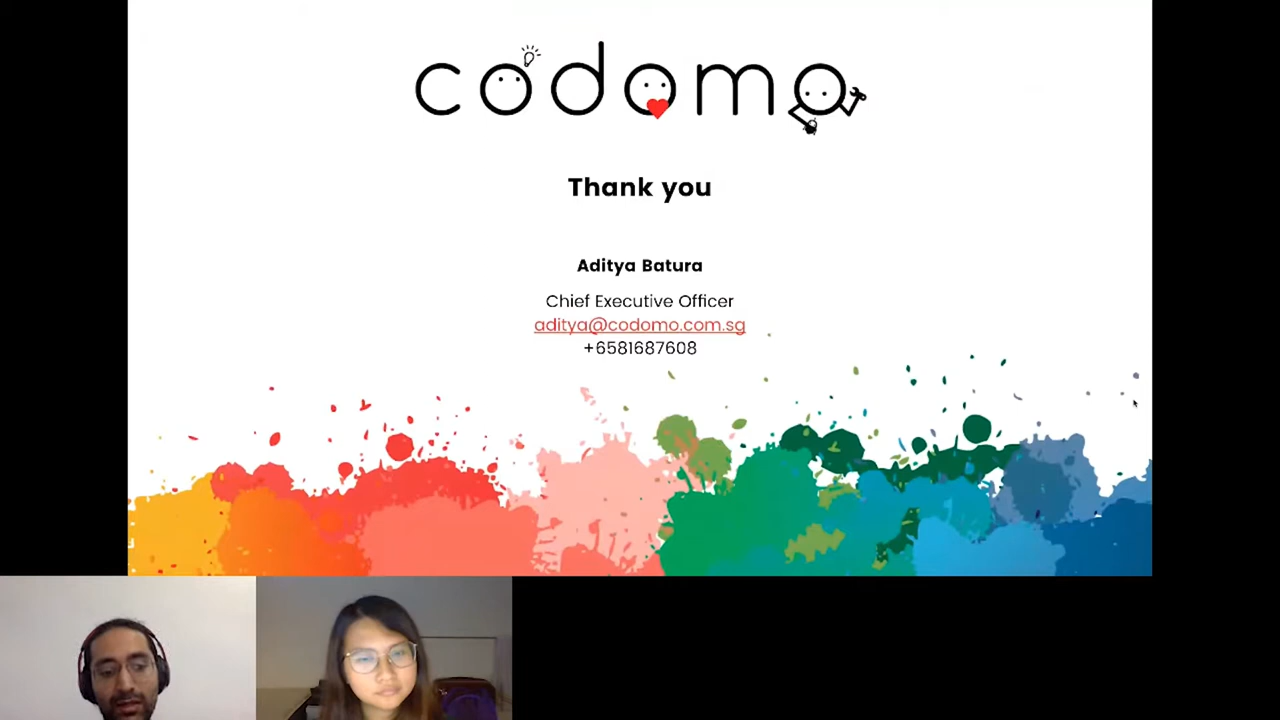 codomo
Thank you
Aditya Batura
Chief Executive Officer
aditya@codomo.com.sg
+6581687608